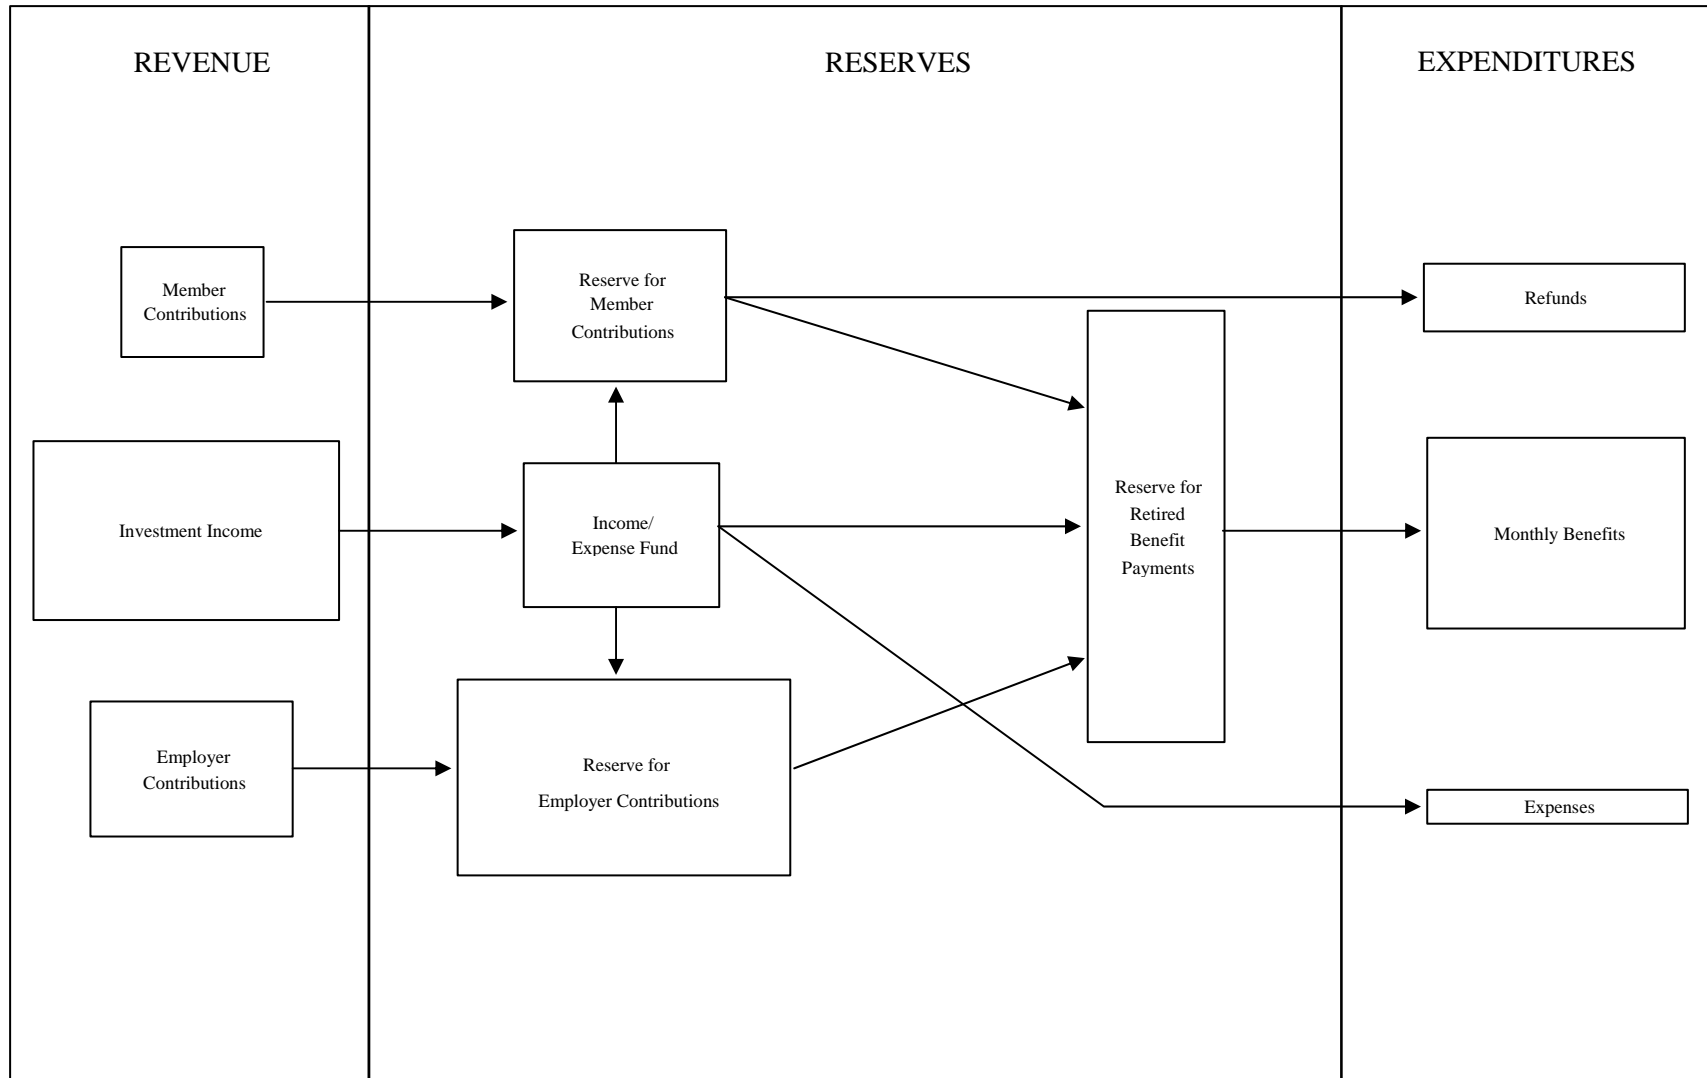 REVENUE
RESERVES
EXPENDITURES
Member
Contributions
Reserve for
Member
Contributions
Refunds
Investment Income
Income/
Expense Fund
Reserve for
Retired
Benefit
Payments
Monthly Benefits
Employer
Contributions
Reserve for
Employer Contributions
Expenses